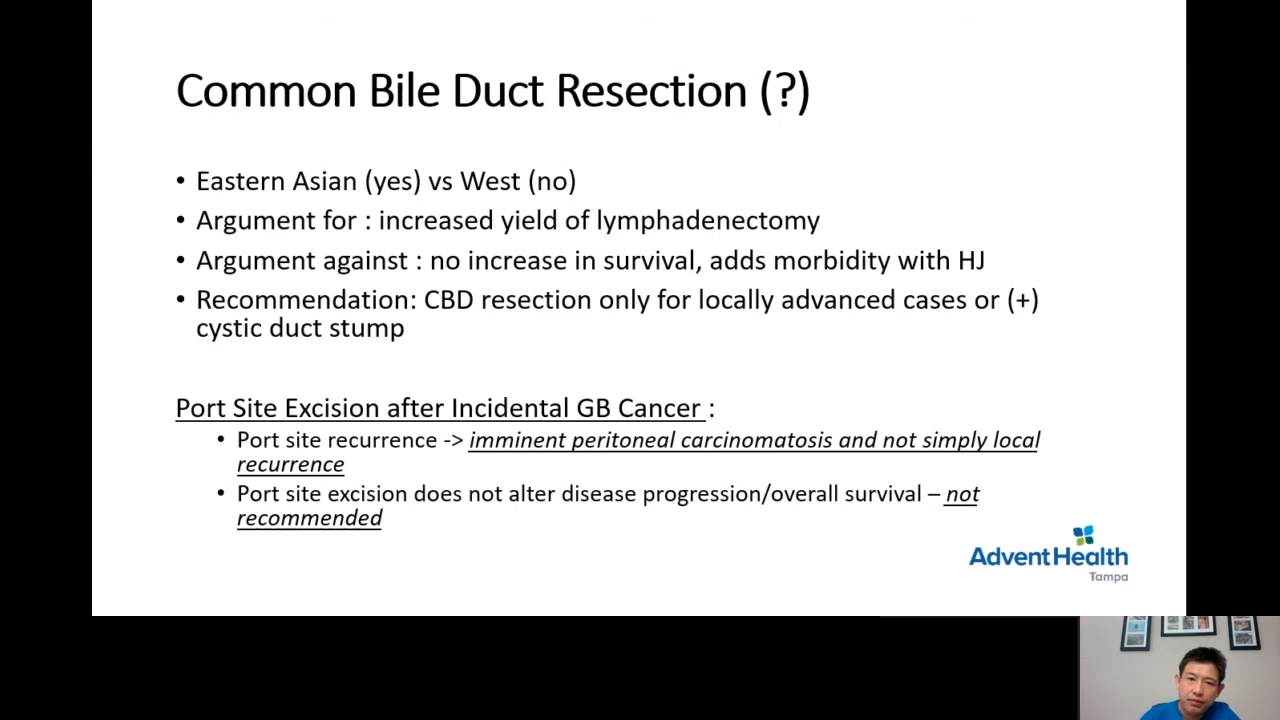 Common Bile Duct Resection (?)
• Eastern Asian (yes) vs West (no)
• Argument for : increased yield of lymphadenectomy
• Argument against : no increase in survival, adds morbidity with HJ
• Recommendation: CBD resection only for locally advanced cases or (+)
cystic duct stump
Port Site Excision after Incidental GB Cancer :
• Port site recurrence -> imminent peritoneal carcinomatosis and not simply local
recurrence
• Port site excision does not alter disease progression/overall survival – not
recommended
AdventHealth
Tampa